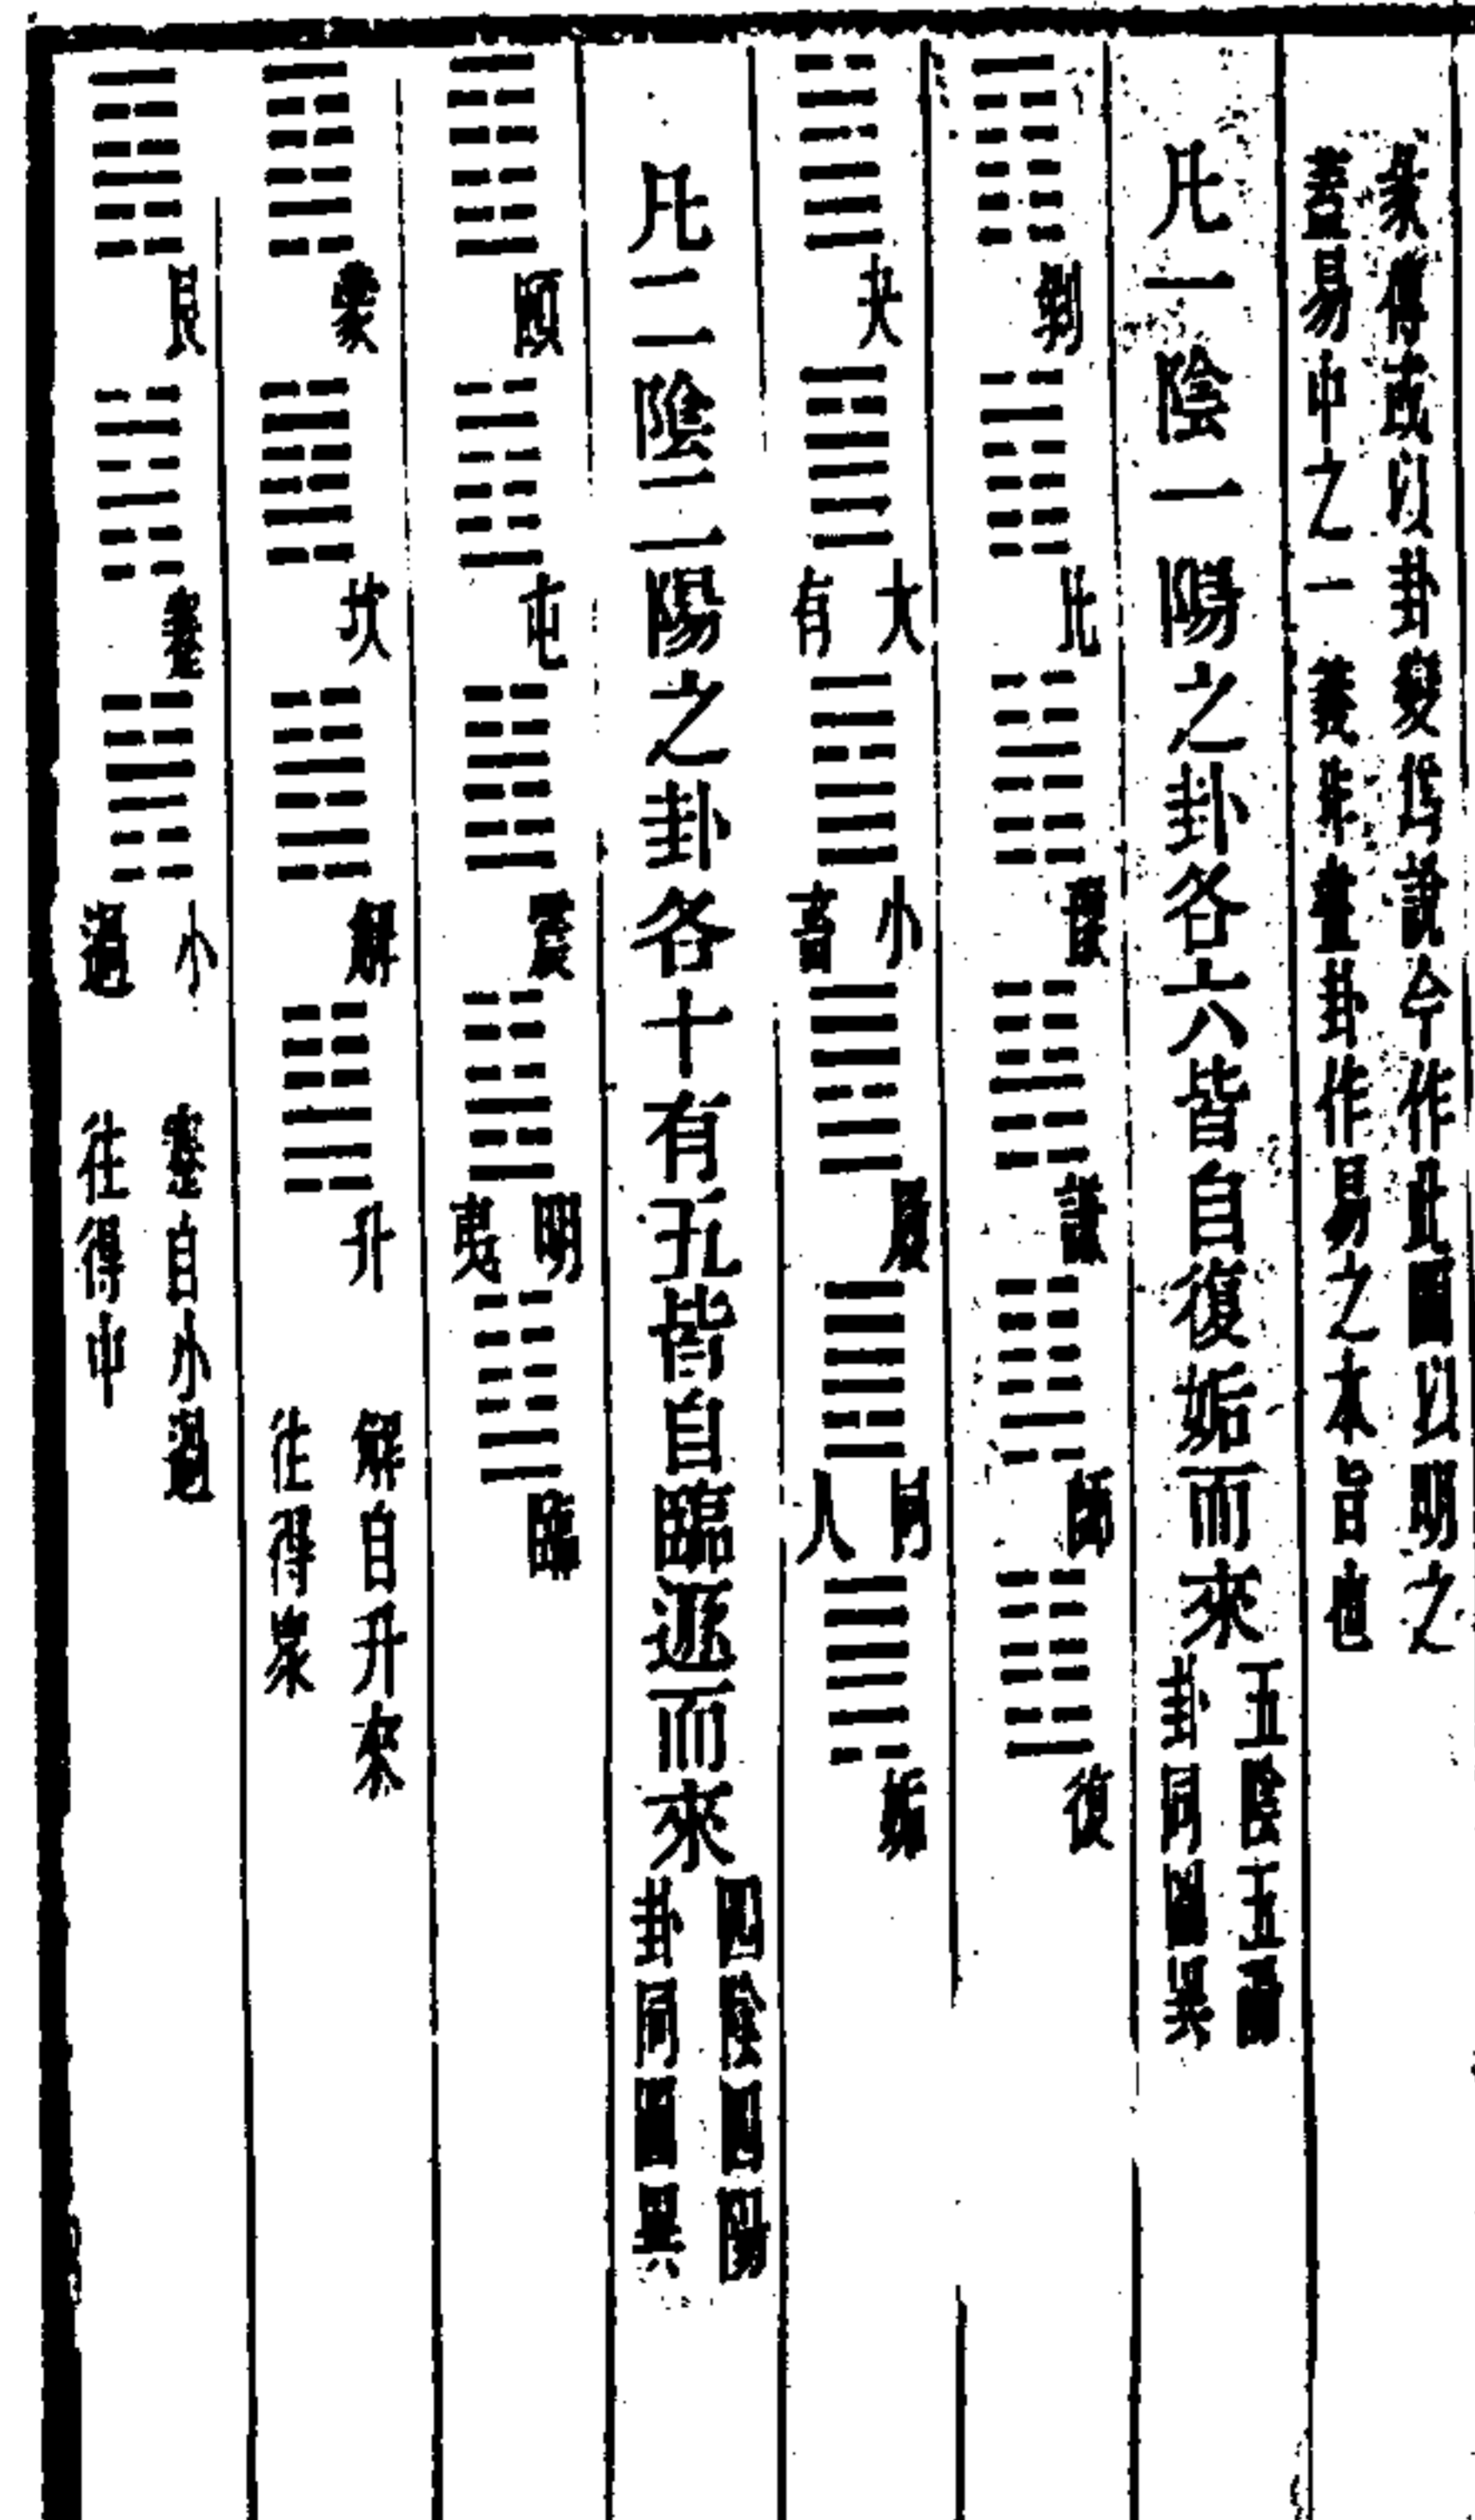 彖傳或以卦變爲說今作此圖以明之
蓋易中之一義非畫卦作易之本旨也
凡一陰一陽之卦各六皆自復姤而來
五陰五陽
卦同圖異
䷖剝䷇比䷏豫䷎謙䷆師䷗復
䷪夬䷍大有䷈小畜䷉履䷌同人䷫姤
凡二陰二陽之卦各十有五皆自臨遯而來
四陰四陽
卦同圖異
䷚頤䷂屯䷲震䷣明夷䷒臨
䷃蒙䷜坎䷧解䷭升
解自升來
往得衆
䷳艮䷦蹇䷽小過
蹇自小過
往得中